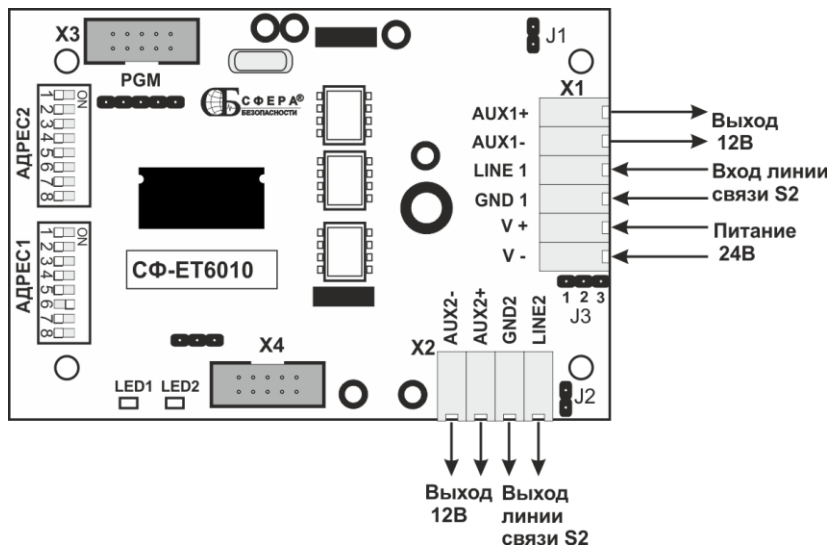 X3
J1
PGM
X1
СФЕРА®
БЕЗОПАСНОСТИ
СБ
АДРЕС2
ON
1
2
3
4
5
6
7
8
AUX1+
AUX1-
LINE 1
GND 1
V +
V -
Выход
12В
Вход линии
связи S2
Питание
24В
АДРЕС1
ON
1
2
3
4
5
6
7
8
СФ-ЕТ6010
1 2 3
J3
AUX2-
AUX2+
GND2
LINE2
X2
X4
LED1 LED2
J2
Выход
12В
Выход
линии
связи S2